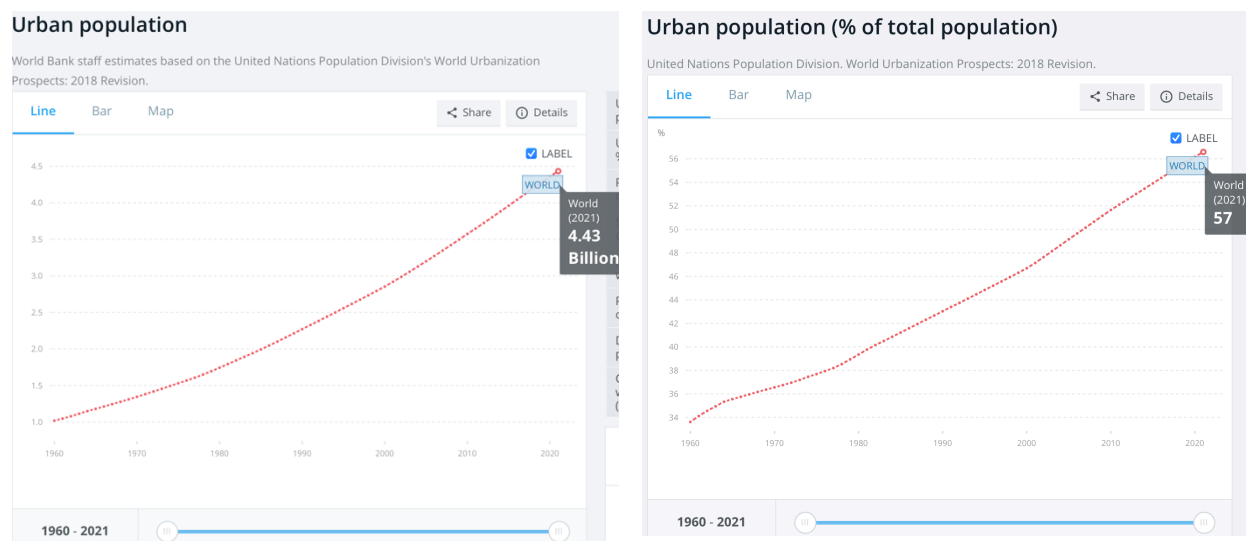 Urban population
World Bank staff estimates based on the United Nations Population Division's World Urbanization
Prospects: 2018 Revision.
Line Bar Map
Share Details
LABEL
4.5
4.0
3.5
3.0
2.5
2.0
1.5
1.0
WORLD
World
(2021)
4.43
Billion
1960 1970 1980 1990 2000 2010 2020
1960 - 2021
Urban population (% of total population)
United Nations Population Division. World Urbanization Prospects: 2018 Revision.
Line Bar Map
Share Details
%
LABEL
56
54
52
50
48
46
44
42
40
38
36
34
WORLD
World
(2021)
57
1960 1970 1980 1990 2000 2010 2020
1960 - 2021